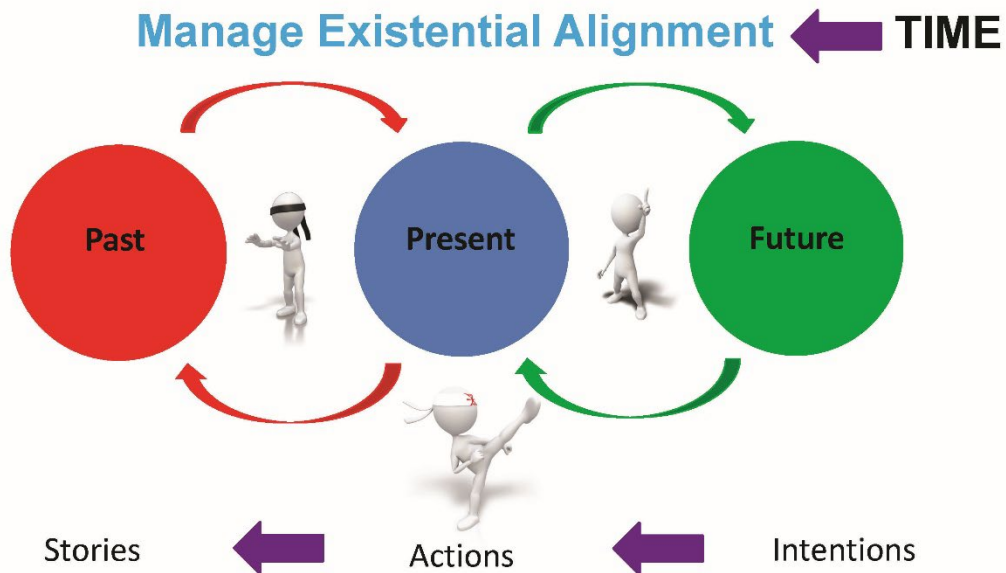 Manage Existential Alignment TIME
Past Present Future
Stories Actions Intentions